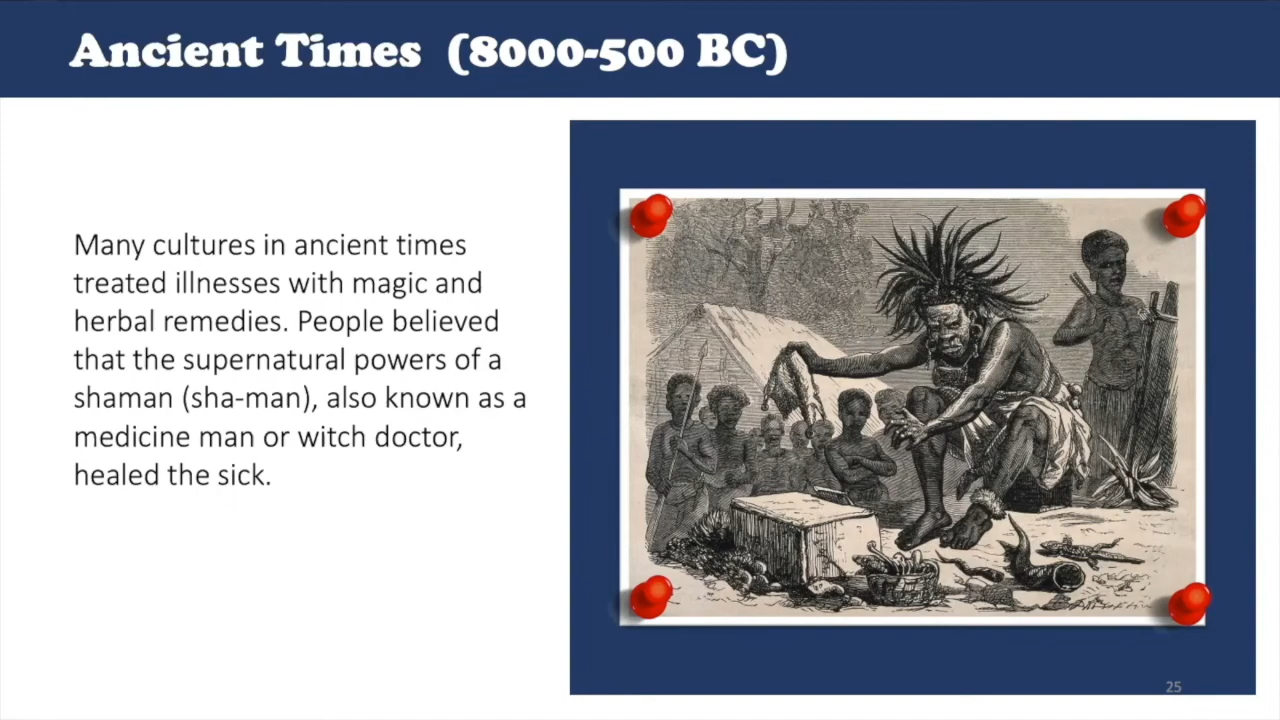 Ancient Times (8000-500 BC)
Many cultures in ancient times
treated illnesses with magic and
herbal remedies. People believed
that the supernatural powers of a
shaman (sha-man), also known as a
medicine man or witch doctor,
healed the sick.
25